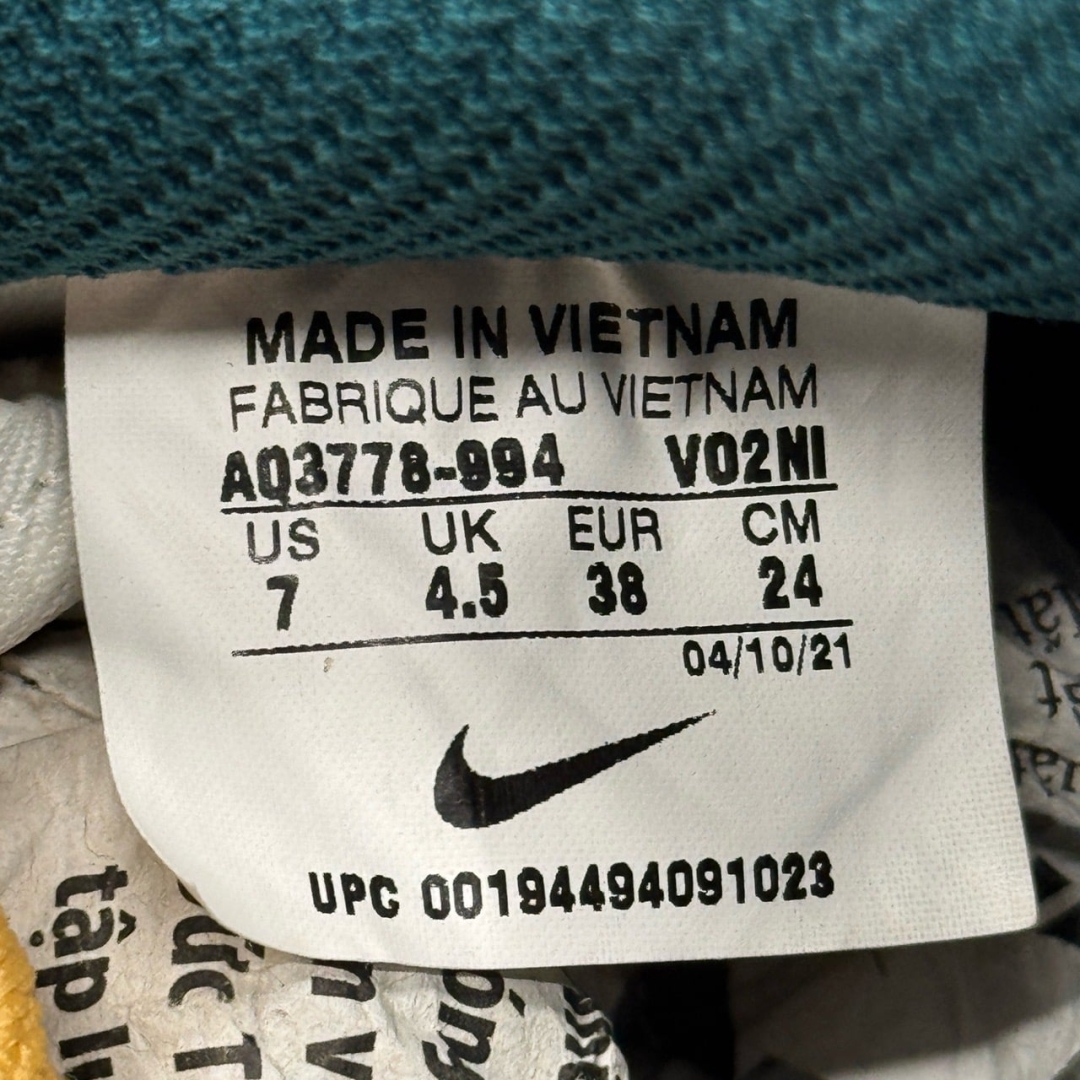 MADE IN VIETNAM
FABRIQUE AU VIETNAM
AQ3778-994 V02NI
US UK EUR CM
7 4.5 38 24
04/10/21
UPC 00194494091023
tập